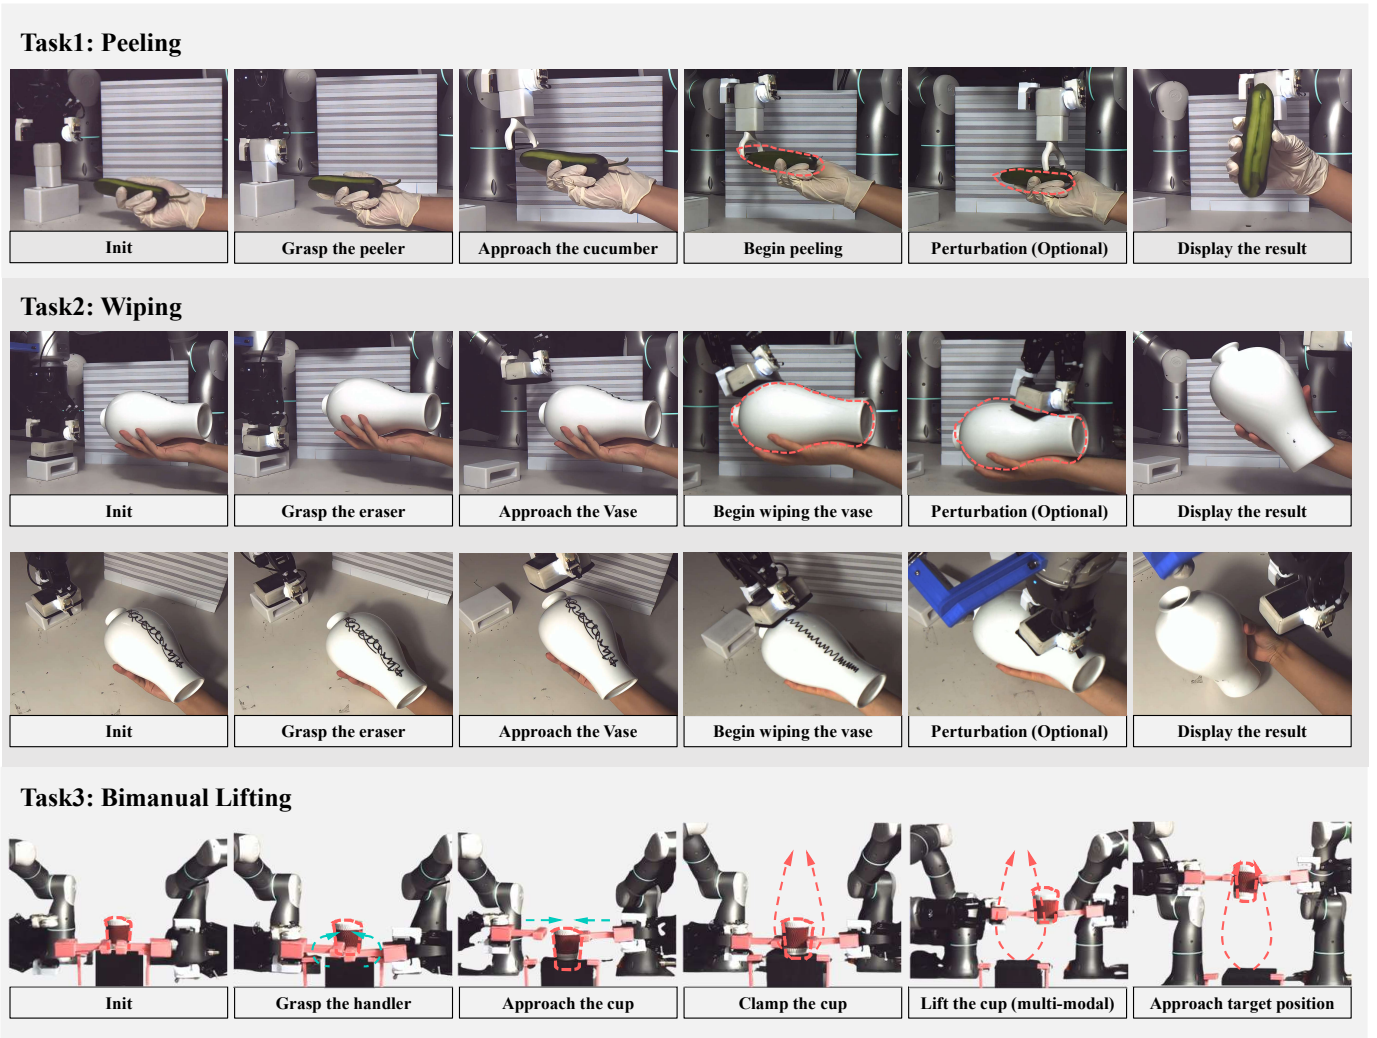 Task1: Peeling
Init
Grasp the peeler
Approach the cucumber
Begin peeling
Perturbation (Optional)
Display the result
Task2: Wiping
Init
Grasp the eraser
Approach the Vase
Begin wiping the vase
Perturbation (Optional)
Display the result
Init
Grasp the eraser
Approach the Vase
Begin wiping the vase
Perturbation (Optional)
Display the result
Task3: Bimanual Lifting
Init
Grasp the handler
Approach the cup
Clamp the cup
Lift the cup (multi-modal)
Approach target position